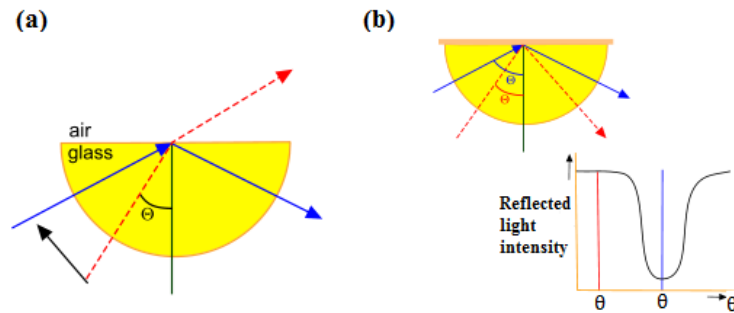 (a)
air
glass
Θ
(b)
Θ
Θ
Reflected
light
intensity
θ
θ
θ